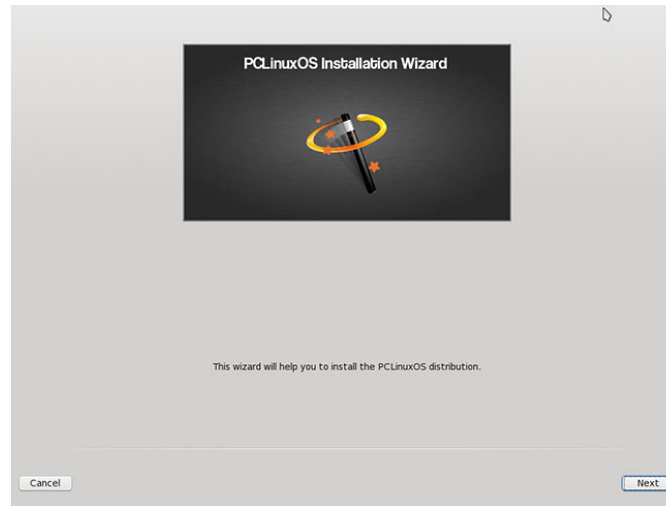 PCLinuxOS Installation Wizard
This wizard will help you to install the PCLinuxOS distribution.
Cancel
Next